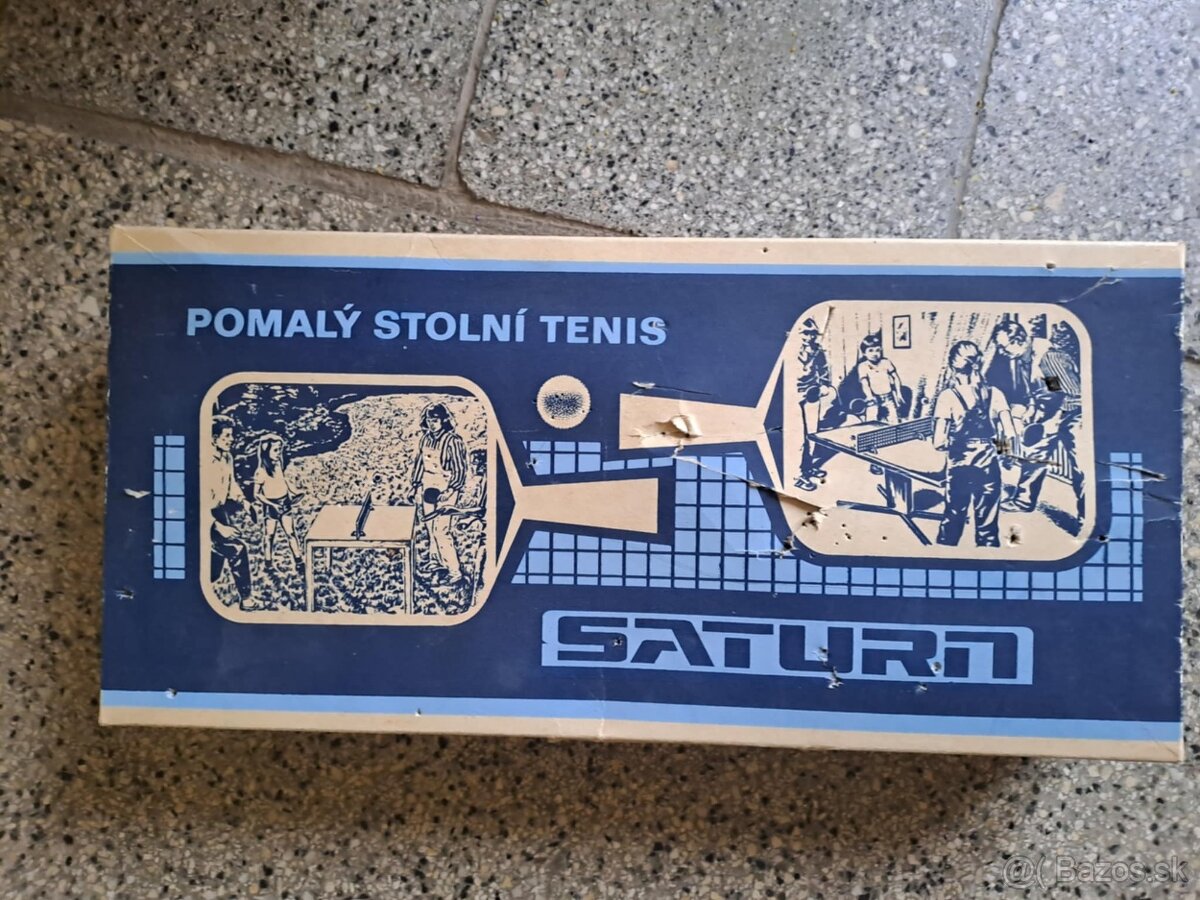 POMALÝ STOLNÍ TENIS
SATURN
@( Bazos.sk